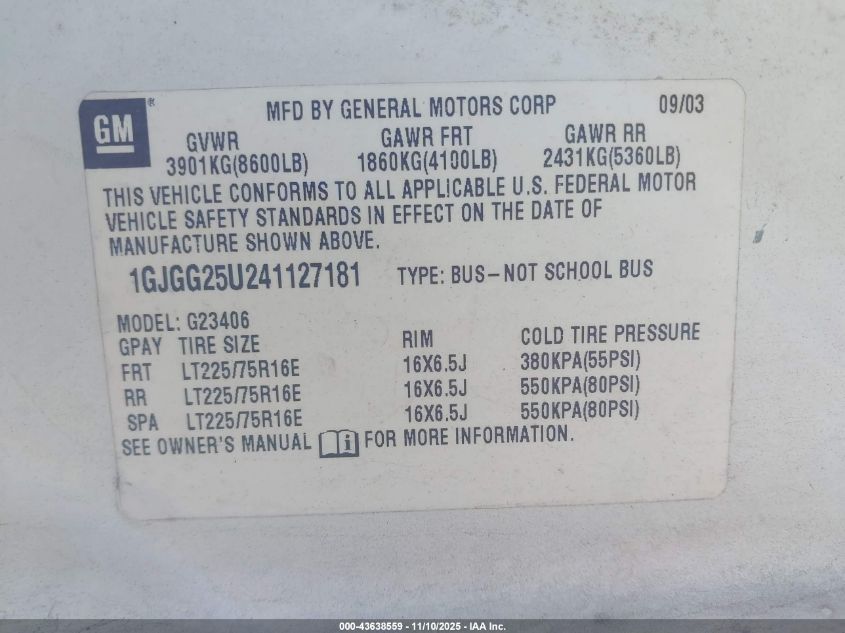 GM®
MFD BY GENERAL MOTORS CORP 09/03
GVWR GAWR FRT GAWR RR
3901KG(8600LB) 1860KG(4100LB) 2431KG(5360LB)
THIS VEHICLE CONFORMS TO ALL APPLICABLE U.S. FEDERAL MOTOR
VEHICLE SAFETY STANDARDS IN EFFECT ON THE DATE OF
MANUFACTURE SHOWN ABOVE.
1GJGG25U241127181 TYPE: BUS-NOT SCHOOL BUS
MODEL: G23406
GPAY TIRE SIZE RIM COLD TIRE PRESSURE
FRT LT225/75R16E 16X6.5J 380KPA(55PSI)
RR LT225/75R16E 16X6.5J 550KPA(80PSI)
SPA LT225/75R16E 16X6.5J 550KPA(80PSI)
SEE OWNER'S MANUAL i FOR MORE INFORMATION.
000-43638559 — 11/10/2025 — IAA Inc.